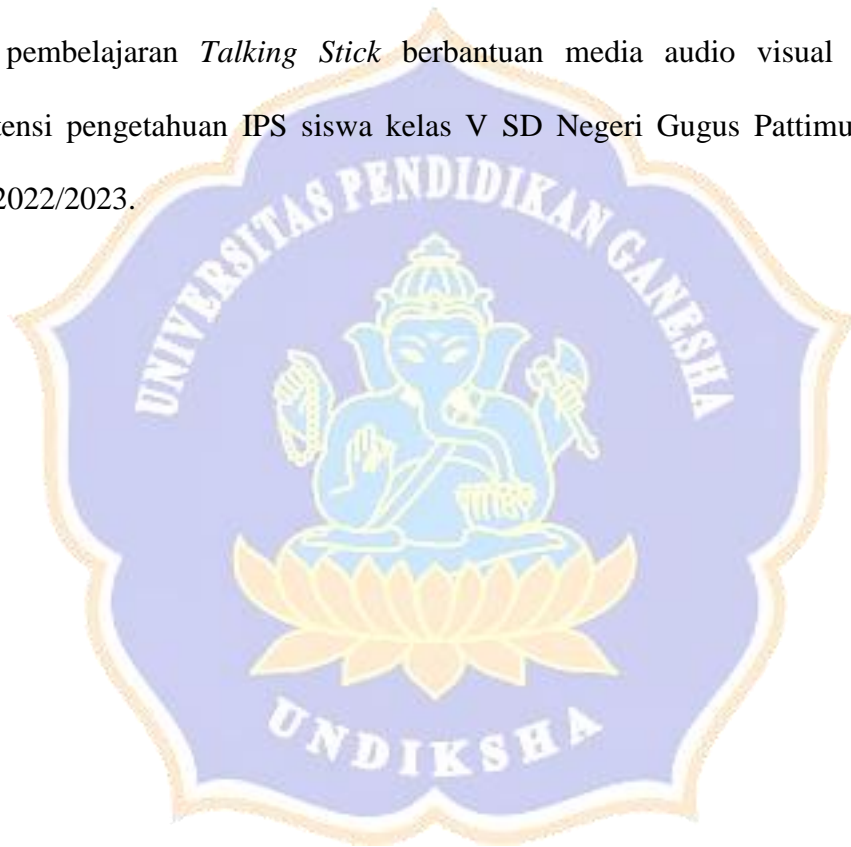 pembelajaran Talking Stick berbantuan media audio visual
tensi pengetahuan IPS siswa kelas V SD Negeri Gugus Pattimu
2022/2023.
UNIVERSITAS PENDIDIKAN GANESHA
UNDIKSHA